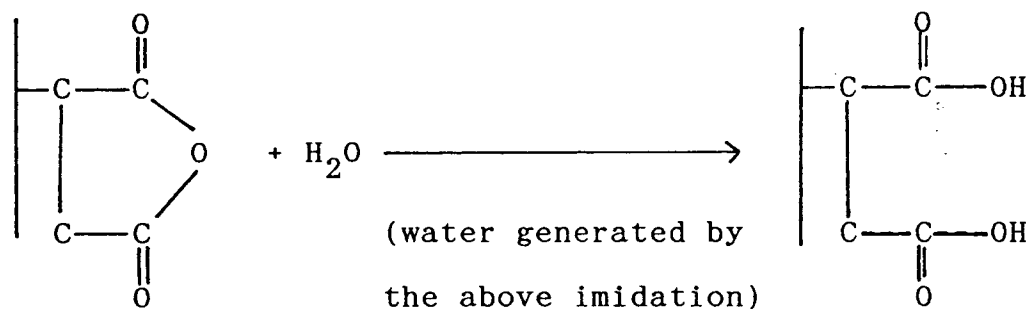 O O
C C C C OH
O + H₂O
C C (water generated by C C OH
O the above imidation) O